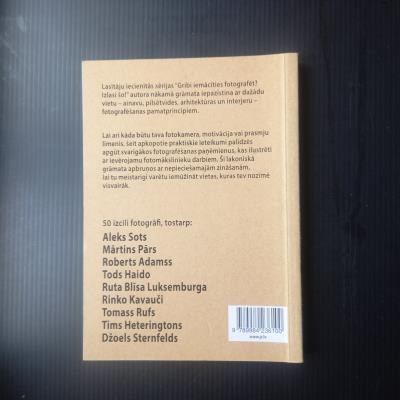 Lasītāju iecienītās sērijas "Gribi iemācīties fotografēt?
Izlasi šo!" autora nākamā grāmata iepazīstina ar dažādu
vietu – ainavu, pilsētvides, arhitektūras un interjeru –
fotografēšanas pamatprincipiem.
Lai arī kāda būtu tava fotokamera, motivācija vai prasmju
līmenis, šeit apkopotie praktiskie ieteikumi palīdzēs
apgūt svarīgākos fotografēšanas paņēmienus, kas ilustrēti
ar ievērojamu fotomākslinieku darbiem. Šī lakoniskā
grāmata apbruņos ar nepieciešamajām zināšanām,
lai tu meistarīgi varētu iemūžināt vietas, kuras tev nozīmē
visvairāk.
50 izcili fotogrāfi, tostarp:
Aleks Sots
Mārtins Pārs
Roberts Adamss
Tods Haido
Ruta Blīsa Luksemburga
Rinko Kavauči
Tomass Rufs
Tims Heteringtons
Džoels Sternfelds
9 789984 236100